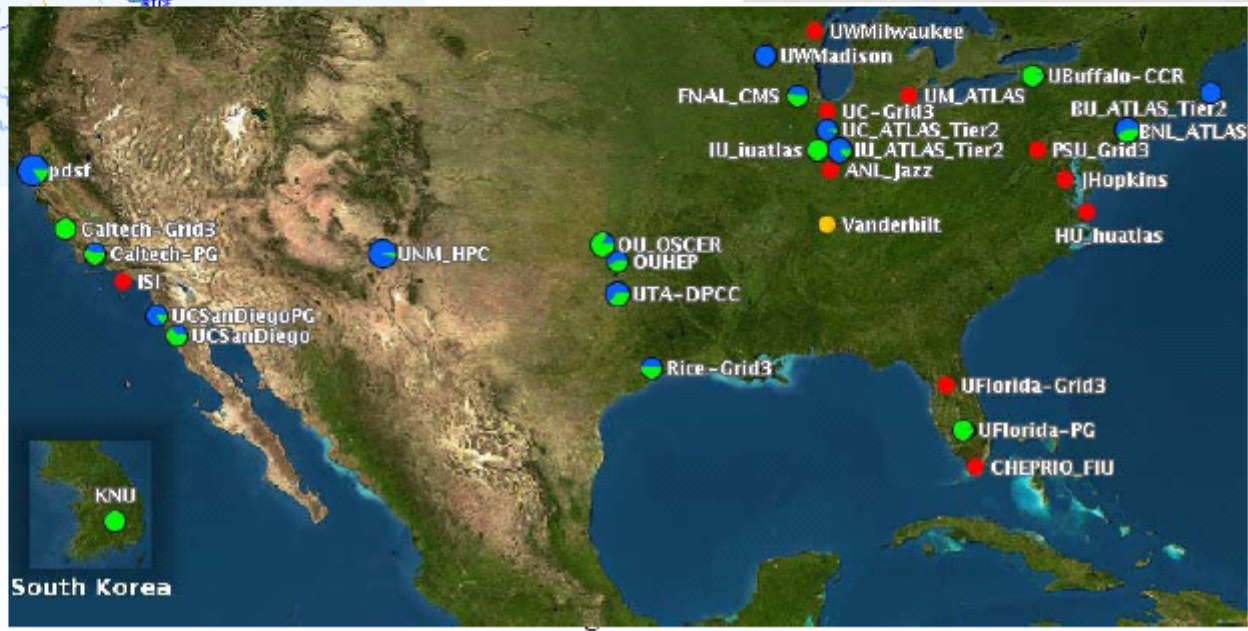 UWMilwaukee
UWMadison
UBuffalo-CCR
FNAL_CMS
UM_ATLAS
BU_ATLAS_Tier2
UC-Grid3
UC_ATLAS_Tier2
BNL_ATLAS
IU_iuatlas
IU_ATLAS_Tier2
PSU_Grid3
pdsf
ANL_Jazz
JHopkins
Caltech-Grid3
Vanderbilt
HU_huatlas
Caltech-PG
UNM_HPC
OU_OSCER
OUHEP
ISI
UTA-DPCC
UCSanDiegoPG
UCSanDiego
Rice-Grid3
UFlorida-Grid3
UFlorida-PG
CHEPRIO_FIU
KNU
South Korea